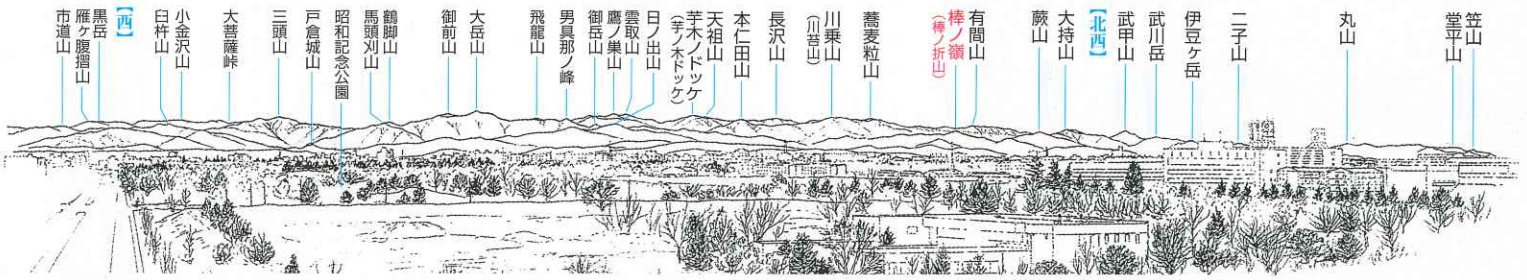 市道山
雁ヶ腹摺山
黒岳
【西】
臼杵山
小金沢山
大菩薩峠
三頭山
戸倉城山
昭和記念公園
馬頭刈山
鶴脚山
御前山
大岳山
飛龍山
男具那ノ峰
御岳山
鷹ノ巣山
雲取山
日ノ出山
芋木ノドッケ
(芋ノ木ドッケ)
天祖山
本仁田山
長沢山
川乗山
(川苔山)
蕎麦粒山
棒ノ嶺
(棒ノ折山)
有間山
蕨山
大持山
【北西】
武甲山
武川岳
伊豆ヶ岳
二子山
丸山
堂平山
笠山